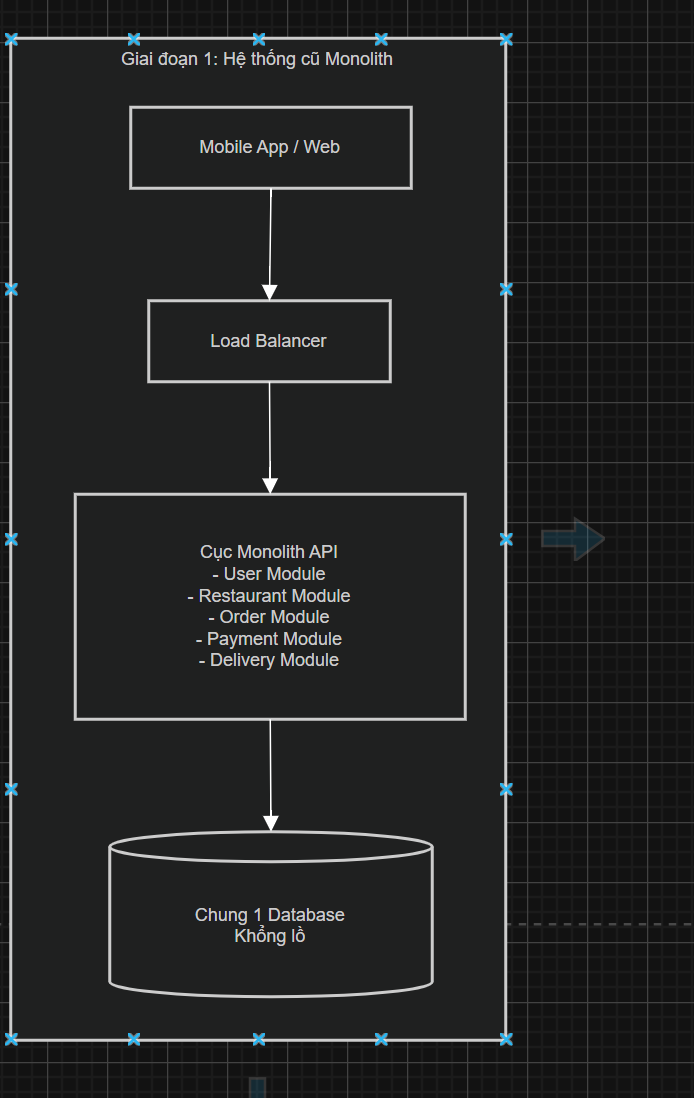 Giai đoạn 1: Hệ thống cũ Monolith
Mobile App / Web
Load Balancer
Cục Monolith API
- User Module
- Restaurant Module
- Order Module
- Payment Module
- Delivery Module
Chung 1 Database
Khổng lồ